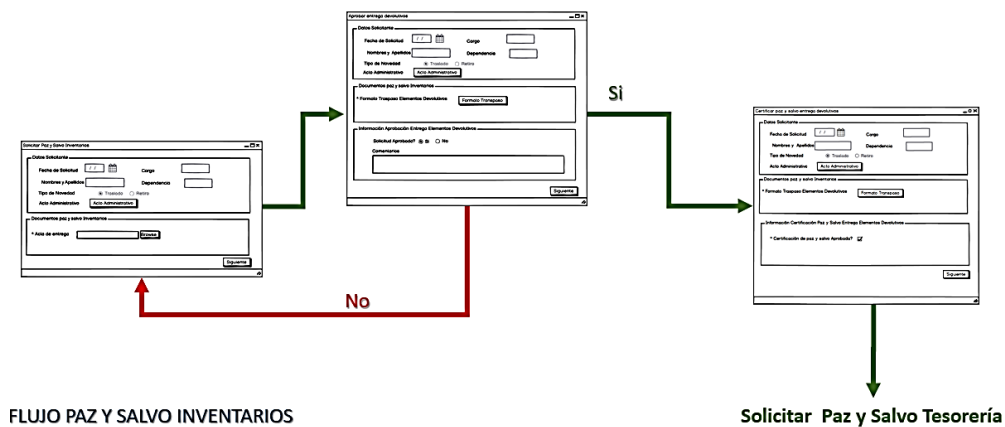 Aprobar entrega devolutivos
Datos Solicitante
Fecha de Solicitud / / Cargo
Nombres y Apellidos Dependencia
Tipo de Novedad Traslado Retiro
Acto Administrativo Acto Administrativo
Documentos paz y salvo Inventarios
* Formato Traspaso Elementos Devolutivos Formato Transpaso
Información Aprobación Entrega Elementos Devolutivos
Solicitud Aprobada? Si No
Comentarios
Siguiente
Si
Solicitar Paz y Salvo Inventarios
Datos Solicitante
Fecha de Solicitud / / Cargo
Nombres y Apellidos Dependencia
Tipo de Novedad Traslado Retiro
Acto Administrativo Acto Administrativo
Documentos paz y salvo Inventarios
* Acta de entrega Browse
Siguiente
No
Certificar paz y salvo entrega devolutivos
Datos Solicitante
Fecha de Solicitud / / Cargo
Nombres y Apellidos Dependencia
Tipo de Novedad Traslado Retiro
Acto Administrativo Acto Administrativo
Documentos paz y salvo Inventarios
* Formato Traspaso Elementos Devolutivos Formato Transpaso
Información Certificación Paz y Salvo Entrega Elementos Devolutivos
* Certificación de paz y salvo Aprobada?
Siguiente
FLUJO PAZ Y SALVO INVENTARIOS
Solicitar Paz y Salvo Tesorería